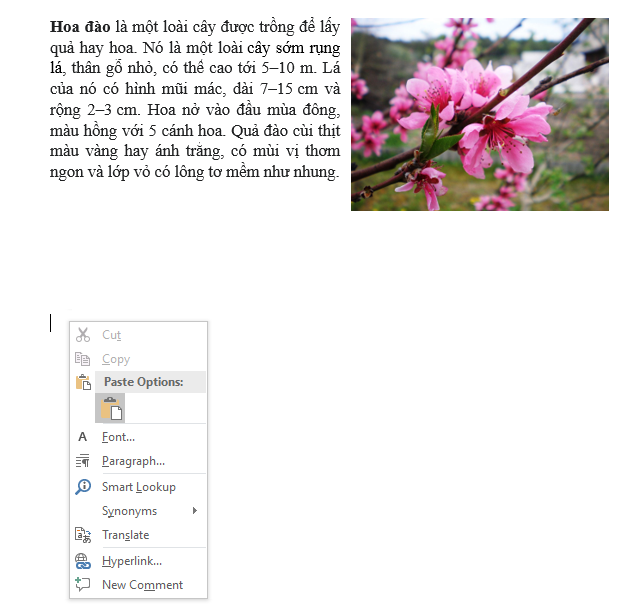 Hoa đào là một loài cây được trồng để lấy
quả hay hoa. Nó là một loài cây sớm rụng
lá, thân gỗ nhỏ, có thể cao tới 5–10 m. Lá
của nó có hình mũi mác, dài 7–15 cm và
rộng 2–3 cm. Hoa nở vào đầu mùa đông,
màu hồng với 5 cánh hoa. Quả đào cùi thịt
màu vàng hay ánh trắng, có mùi vị thơm
ngon và lớp vỏ có lông tơ mềm như nhung.
Cut
Copy
Paste Options:
Font...
Paragraph...
Smart Lookup
Synonyms
Translate
Hyperlink...
New Comment